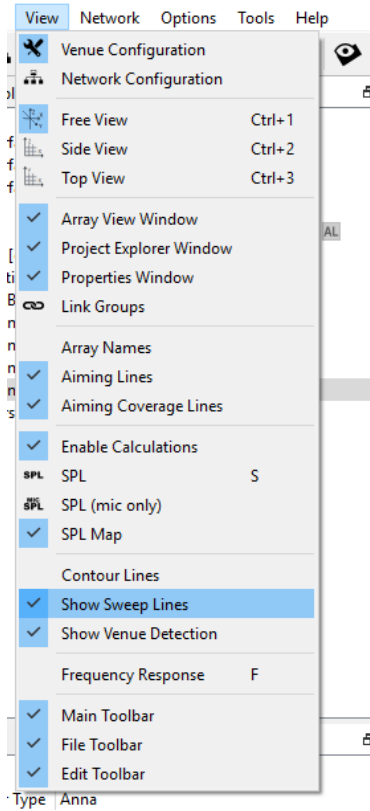 View Network Options Tools Help
Venue Configuration
Network Configuration
Free View Ctrl+1
Side View Ctrl+2
Top View Ctrl+3
Array View Window
AL
Project Explorer Window
Properties Window
Link Groups
Array Names
Aiming Lines
Aiming Coverage Lines
Enable Calculations
SPL SPL S
MIC SPL SPL (mic only)
SPL Map
Contour Lines
Show Sweep Lines
Show Venue Detection
Frequency Response F
Main Toolbar
File Toolbar
Edit Toolbar
Type Anna